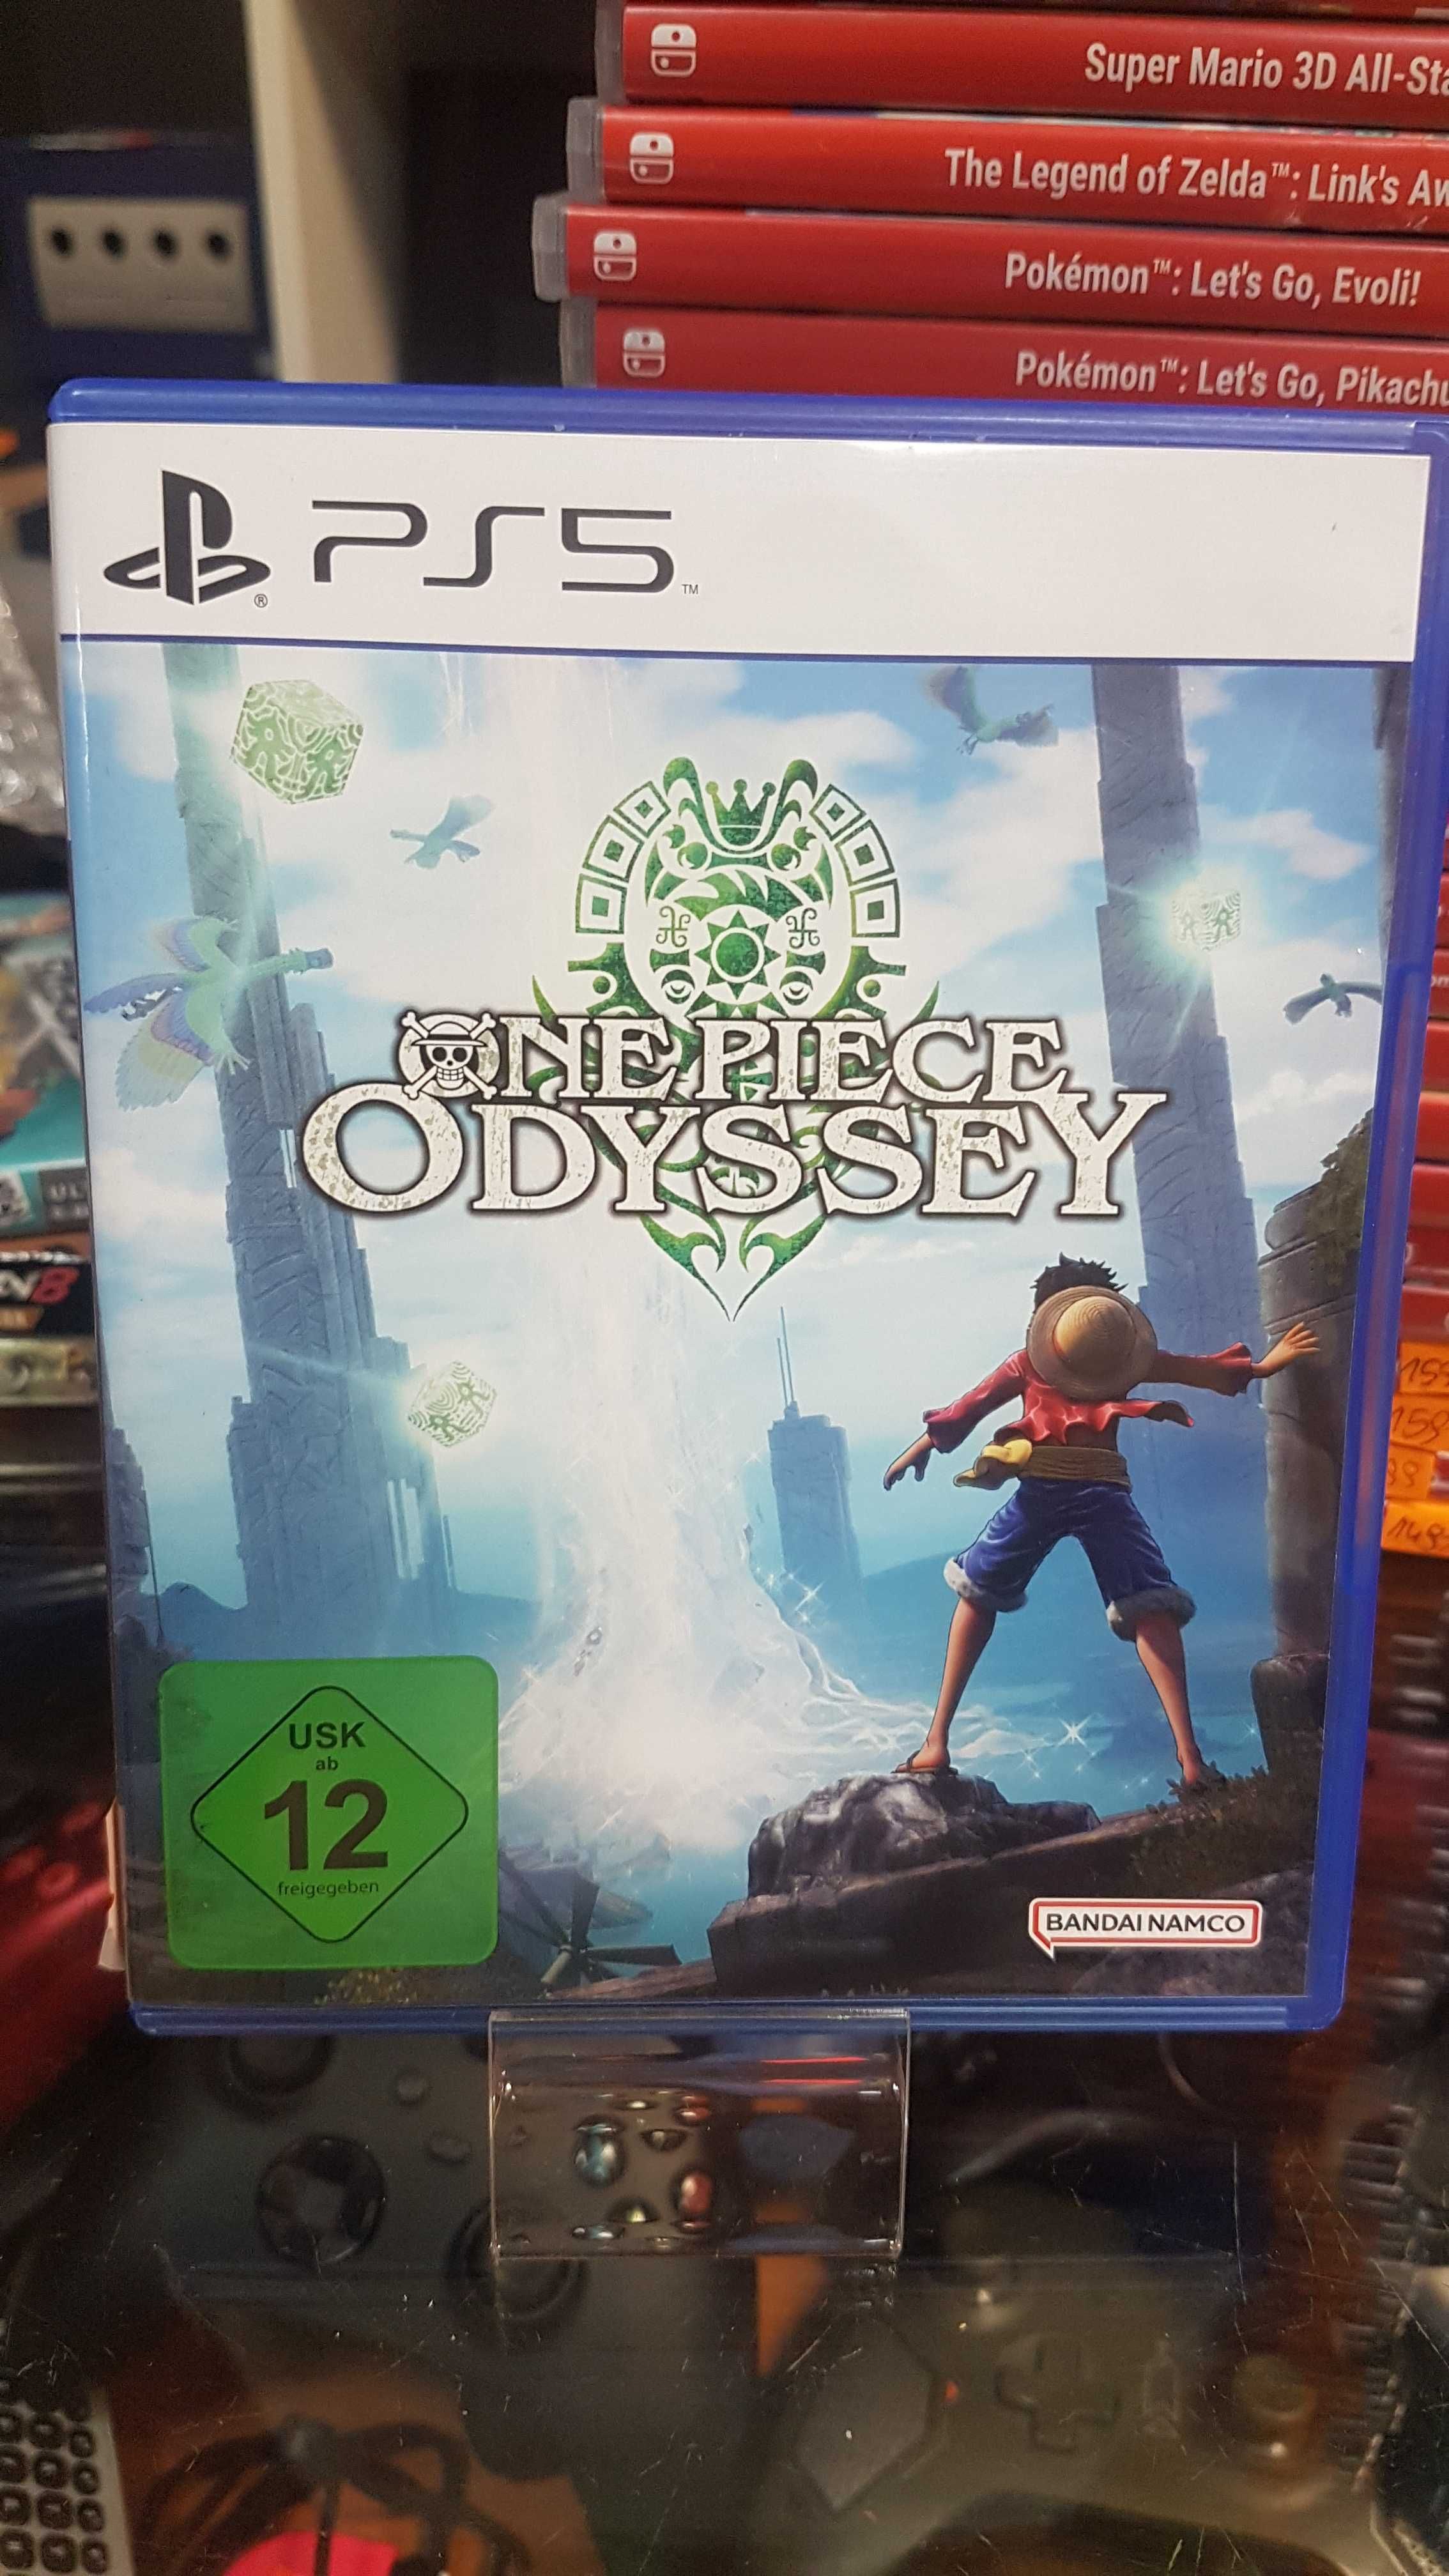 Super Mario 3D All-Sta
The Legend of Zelda™: Link's Aw
Pokémon™: Let's Go, Evoli!
Pokémon™: Let's Go, Pikachu
PS5™
ONE PIECE
ODYSSEY
USK
ab
12
freigegeben
BANDAI NAMCO